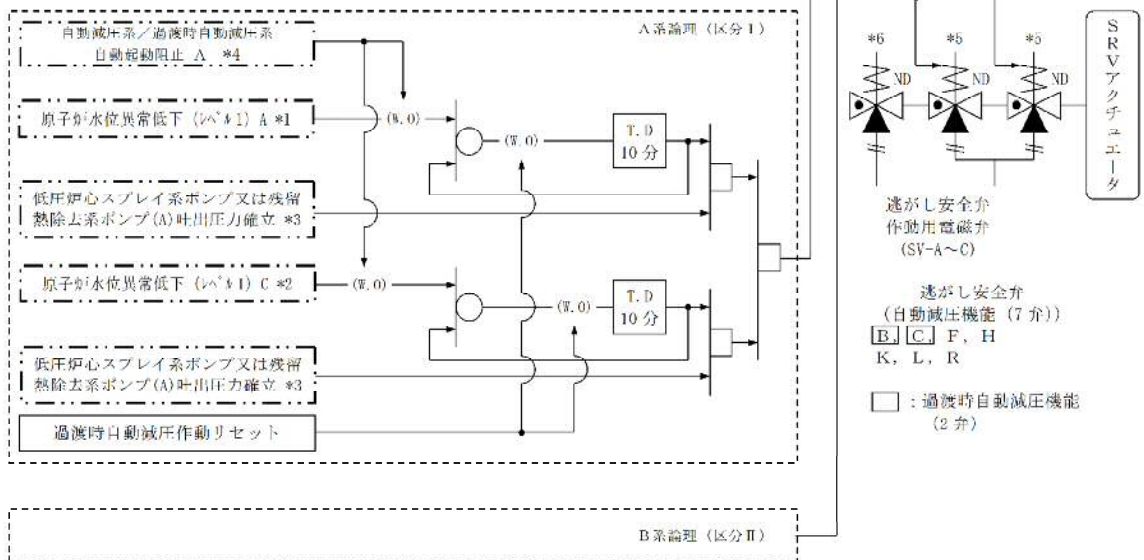 A系論理（区分Ⅰ）
自動減圧系／過渡時自動減圧系
自動起動阻止 A *4
原子炉水位異常低下（ﾚﾍﾞﾙ1）A *1
(W.O)
(W.O)
T.D
10分
低圧炉心スプレイ系ポンプ又は残留
熱除去系ポンプ(A)吐出圧力確立 *3
原子炉水位異常低下（ﾚﾍﾞﾙ1）C *2
(W.O)
(W.O)
T.D
10分
低圧炉心スプレイ系ポンプ又は残留
熱除去系ポンプ(A)吐出圧力確立 *3
過渡時自動減圧作動リセット
B系論理（区分Ⅱ）
*6
*5
*5
ND
ND
ND
SRVアクチュエータ
逃がし安全弁
作動用電磁弁
(SV-A～C)
逃がし安全弁
(自動減圧機能（7弁）)
B, C, F, H
K, L, R
：過渡時自動減圧機能
(2弁)